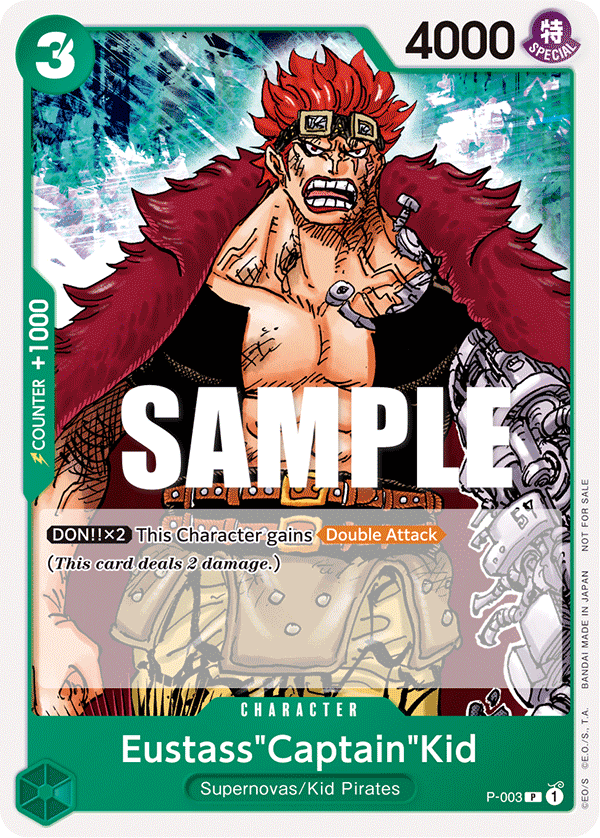 3
4000
特
SPECIAL
COUNTER +1000
SAMPLE
DON!!×2 This Character gains Double Attack
(This card deals 2 damage.)
CHARACTER
Eustass"Captain"Kid
Supernovas/Kid Pirates
P-003 P 1
©EO/S ©E.O./S., T.A. BANDAI MADE IN JAPAN NOT FOR SALE